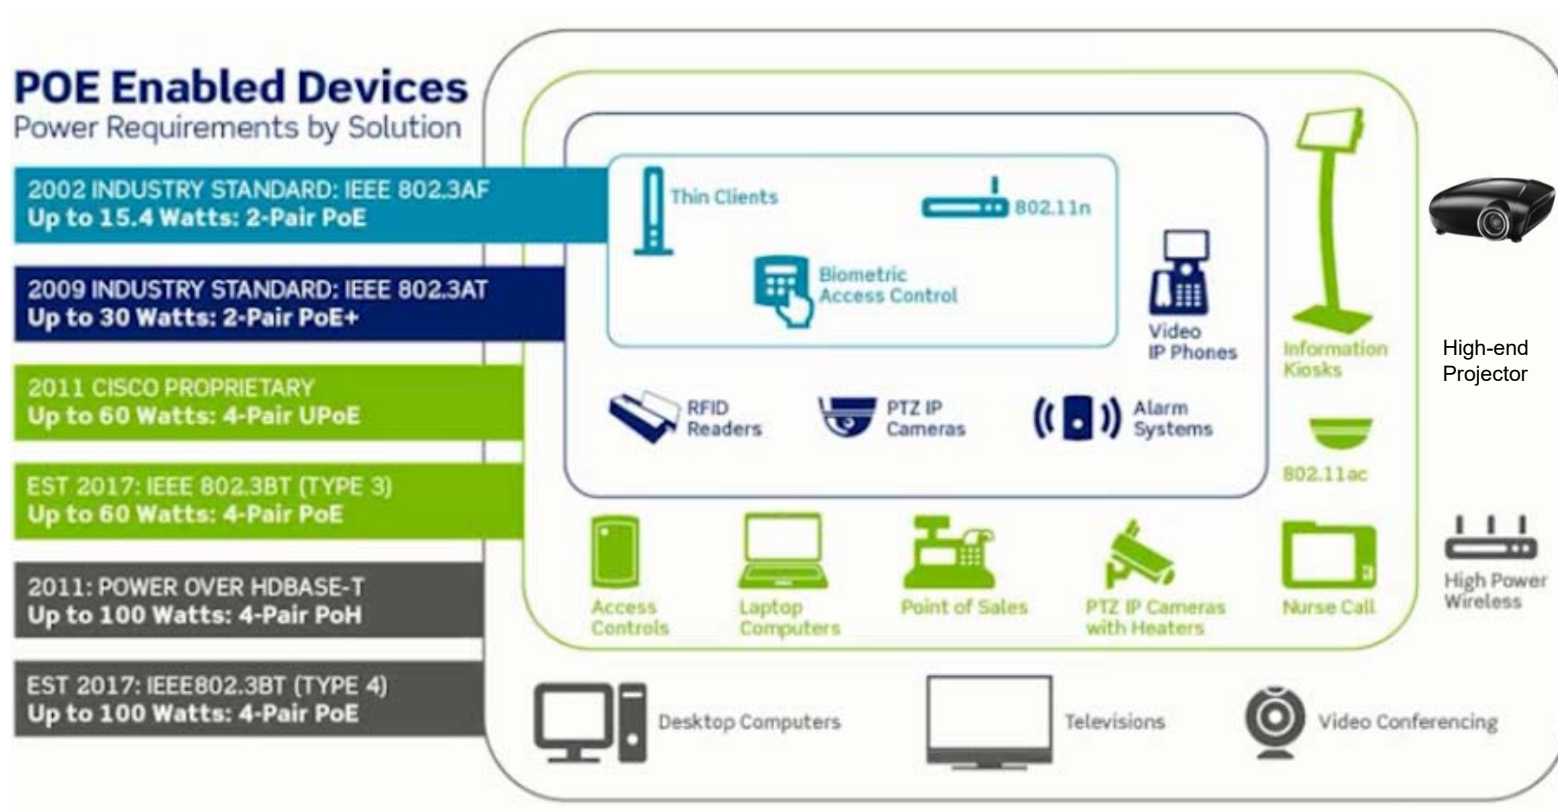 POE Enabled Devices
Power Requirements by Solution
2002 INDUSTRY STANDARD: IEEE 802.3AF
Up to 15.4 Watts: 2-Pair PoE
2009 INDUSTRY STANDARD: IEEE 802.3AT
Up to 30 Watts: 2-Pair PoE+
2011 CISCO PROPRIETARY
Up to 60 Watts: 4-Pair UPoE
EST 2017: IEEE 802.3BT (TYPE 3)
Up to 60 Watts: 4-Pair PoE
2011: POWER OVER HDBASE-T
Up to 100 Watts: 4-Pair PoH
EST 2017: IEEE802.3BT (TYPE 4)
Up to 100 Watts: 4-Pair PoE
Thin Clients
802.11n
Biometric
Access Control
Video
IP Phones
RFID
Readers
PTZ IP
Cameras
Alarm
Systems
Information
Kiosks
802.11ac
Access
Controls
Laptop
Computers
Point of Sales
PTZ IP Cameras
with Heaters
Nurse Call
High-end
Projector
High Power
Wireless
Desktop Computers
Televisions
Video Conferencing